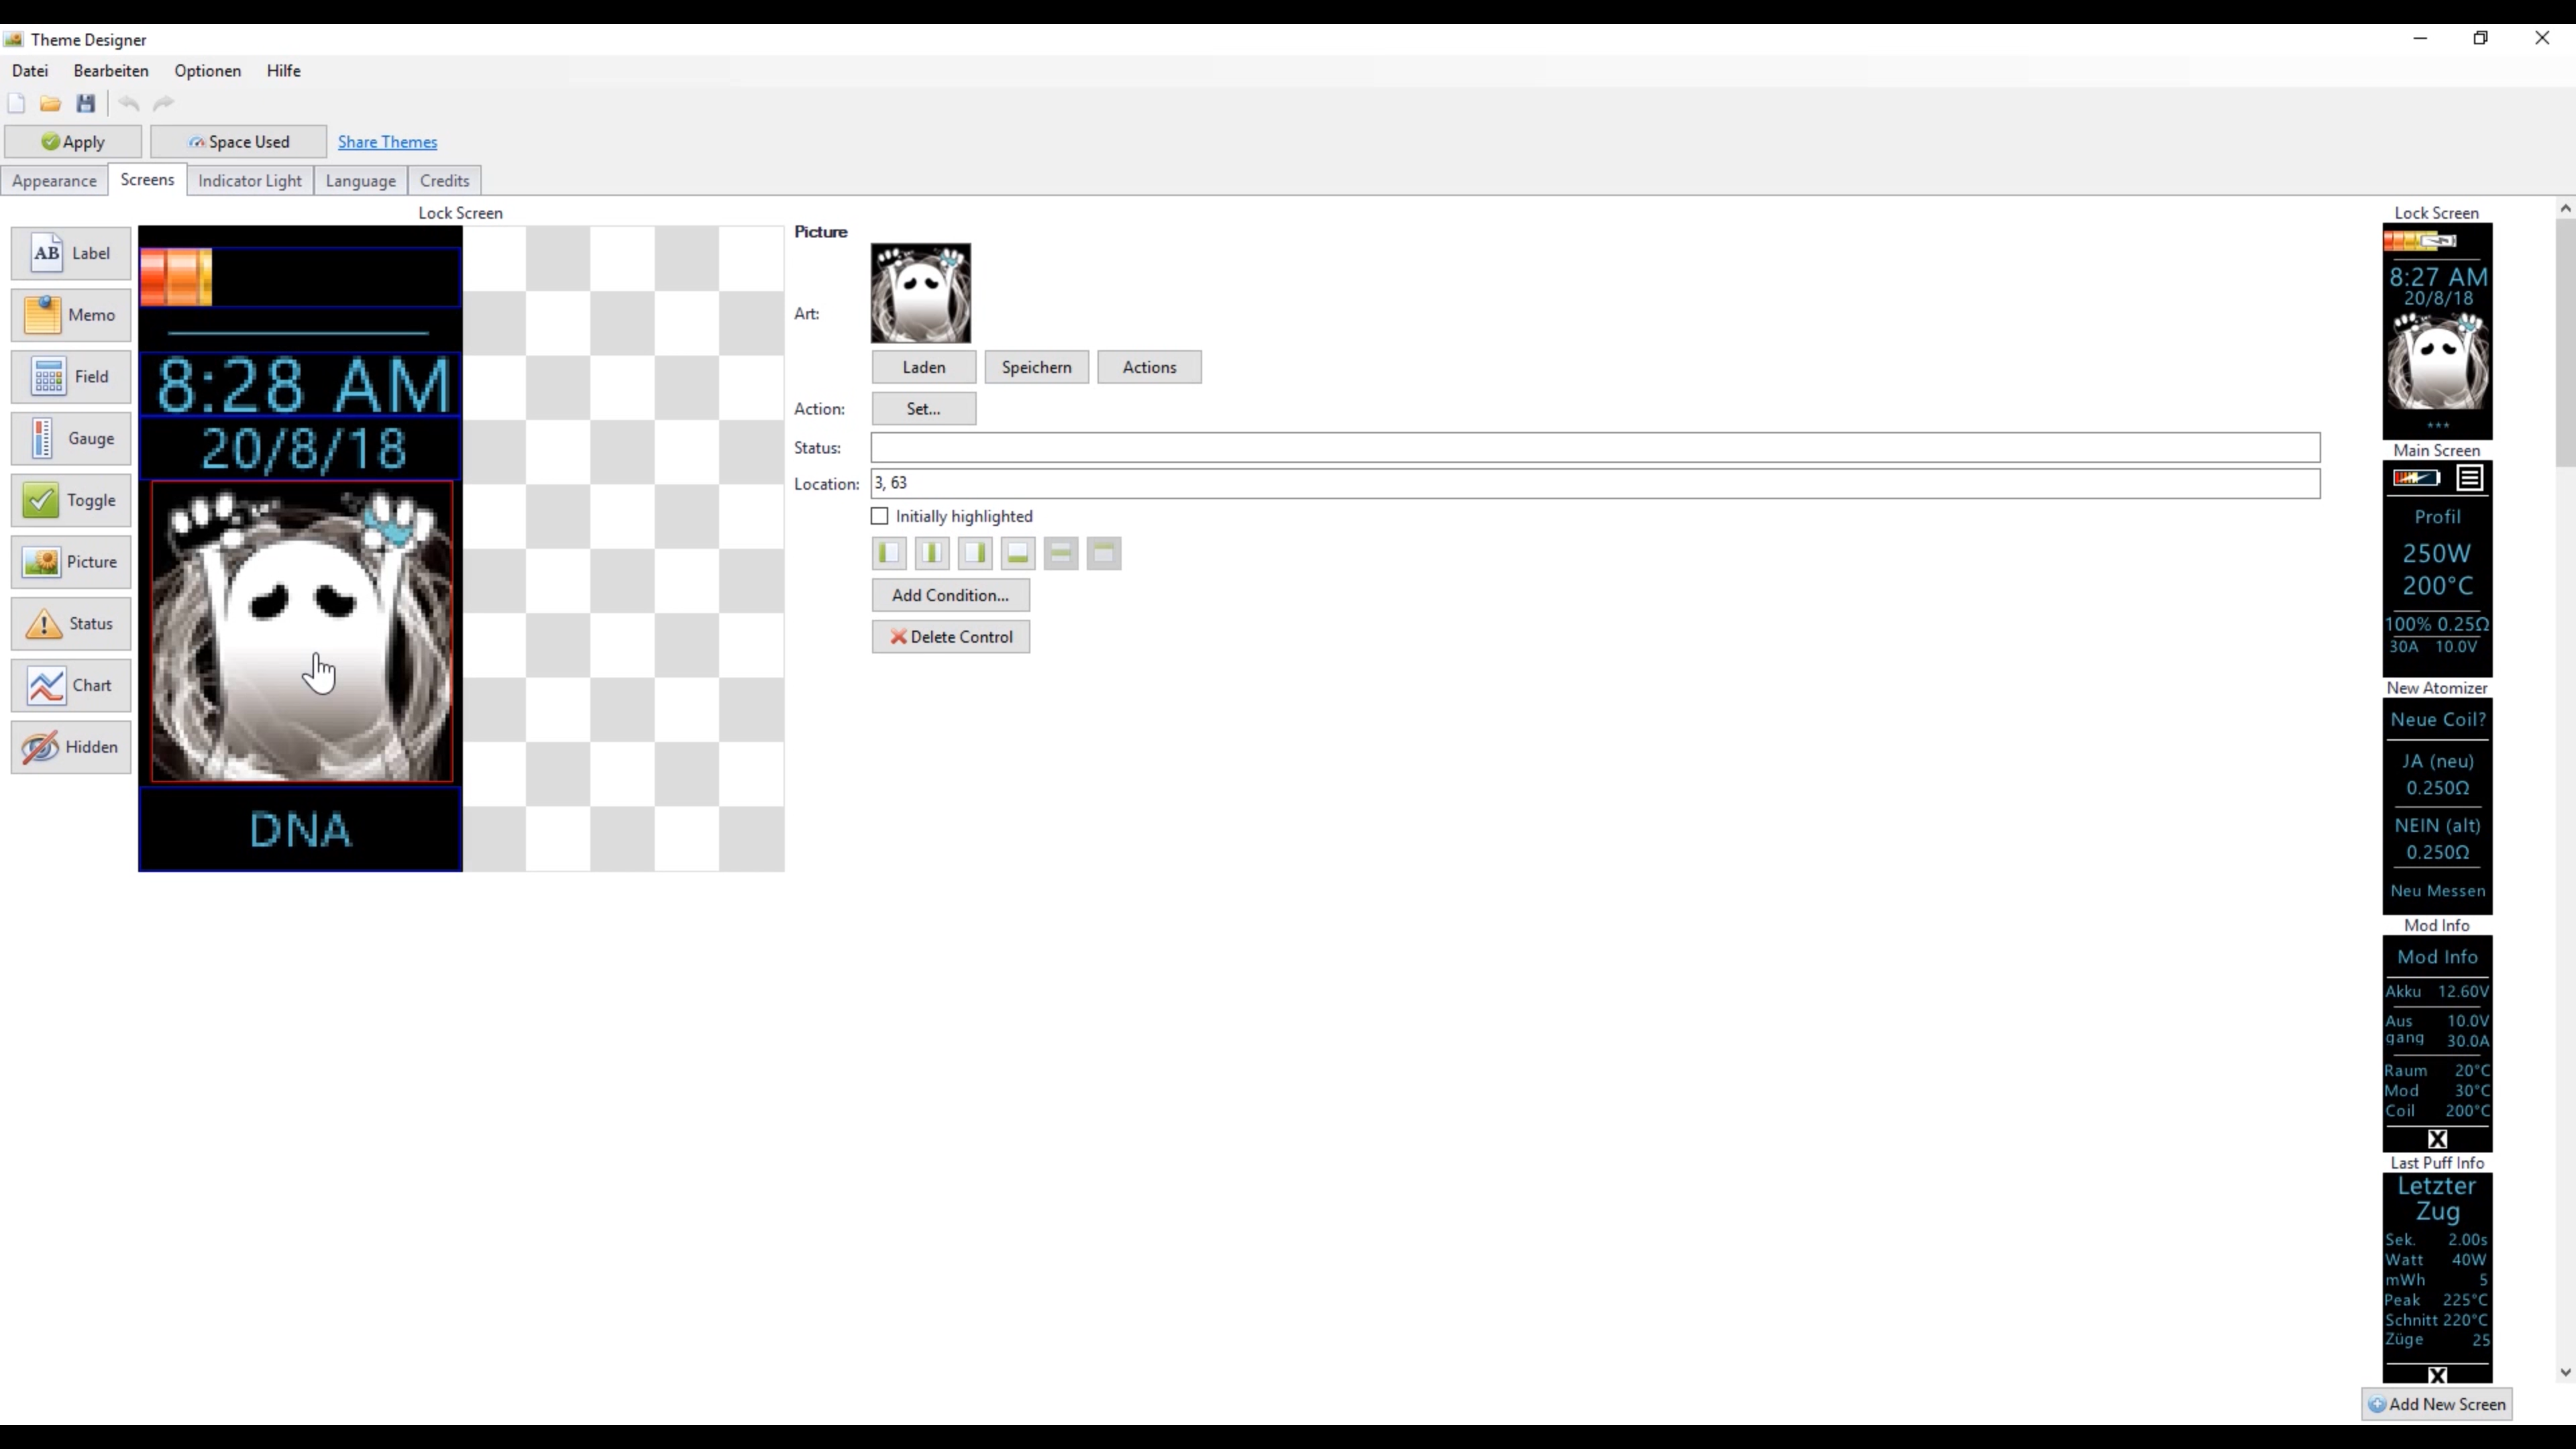 Theme Designer
Datei Bearbeiten Optionen Hilfe
Apply Space Used Share Themes
Appearance Screens Indicator Light Language Credits
Lock Screen
AB Label
Memo
Field
Gauge
Toggle
Picture
Status
Chart
Hidden
8:28 AM
20/8/18
DNA
Picture
Art:
Laden Speichern Actions
Action: Set...
Status:
Location: 3, 63
Initially highlighted
Add Condition...
Delete Control
Lock Screen
8:27 AM
20/8/18
***
Main Screen
Profil
250W
200°C
100% 0.25Ω
30A 10.0V
New Atomizer
Neue Coil?
JA (neu)
0.250Ω
NEIN (alt)
0.250Ω
Neu Messen
Mod Info
Mod Info
Akku 12.60V
Aus 10.0V
gang 30.0A
Raum 20°C
Mod 30°C
Coil 200°C
X
Last Puff Info
Letzter
Zug
Sek. 2.00s
Watt 40W
mWh 5
Peak 225°C
Schnitt 220°C
Züge 25
X
Add New Screen